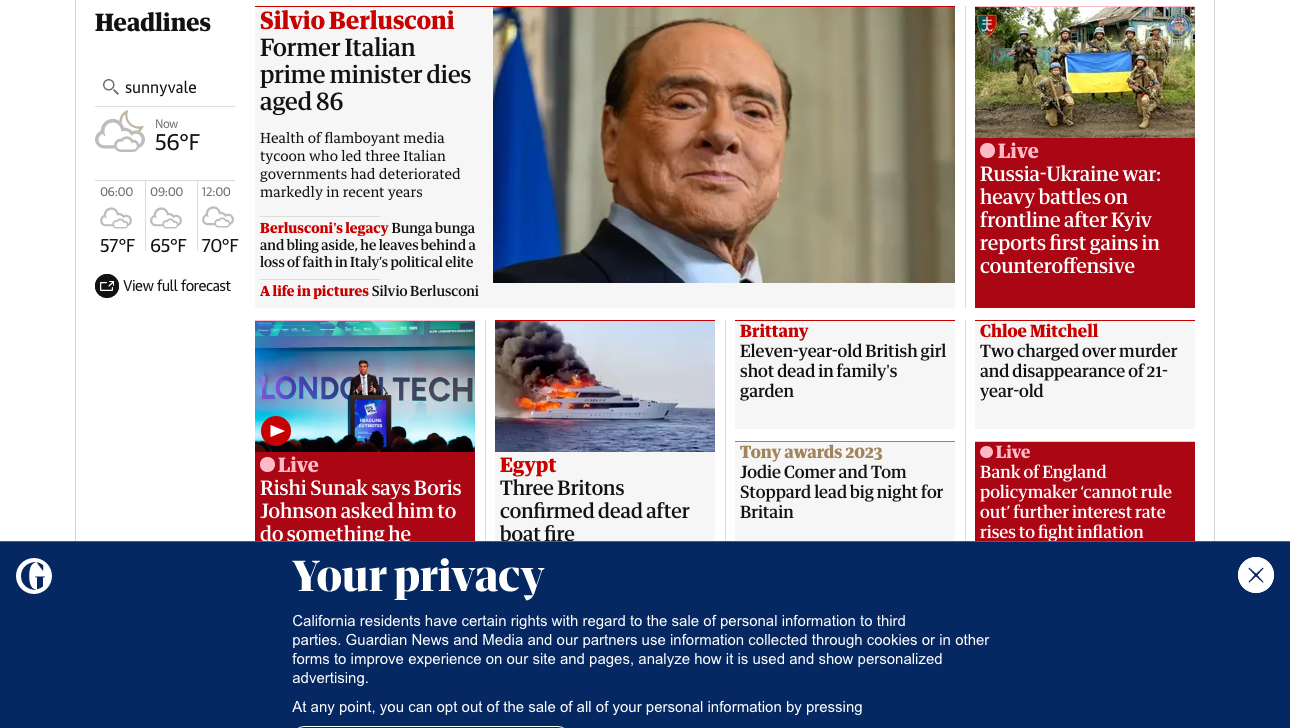 Headlines
sunnyvale
Now
56°F
06:00
09:00
12:00
57°F
65°F
70°F
View full forecast
Silvio Berlusconi
Former Italian
prime minister dies
aged 86
Health of flamboyant media
tycoon who led three Italian
governments had deteriorated
markedly in recent years
Berlusconi's legacy Bunga bunga
and bling aside, he leaves behind a
loss of faith in Italy's political elite
A life in pictures Silvio Berlusconi
Live
Russia-Ukraine war:
heavy battles on
frontline after Kyiv
reports first gains in
counteroffensive
LONDON TECH
HEADLINE
KEYNOTES
Live
Rishi Sunak says Boris
Johnson asked him to
do something he
Egypt
Three Britons
confirmed dead after
boat fire
Brittany
Eleven-year-old British girl
shot dead in family's
garden
Tony awards 2023
Jodie Comer and Tom
Stoppard lead big night for
Britain
Chloe Mitchell
Two charged over murder
and disappearance of 21-
year-old
Live
Bank of England
policymaker ‘cannot rule
out’ further interest rate
rises to fight inflation
Your privacy
California residents have certain rights with regard to the sale of personal information to third
parties. Guardian News and Media and our partners use information collected through cookies or in other
forms to improve experience on our site and pages, analyze how it is used and show personalized
advertising.
At any point, you can opt out of the sale of all of your personal information by pressing